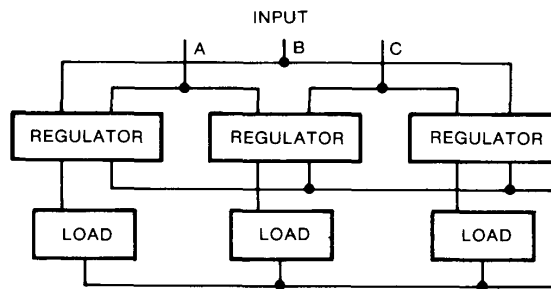 INPUT
A B C
REGULATOR REGULATOR REGULATOR
LOAD LOAD LOAD